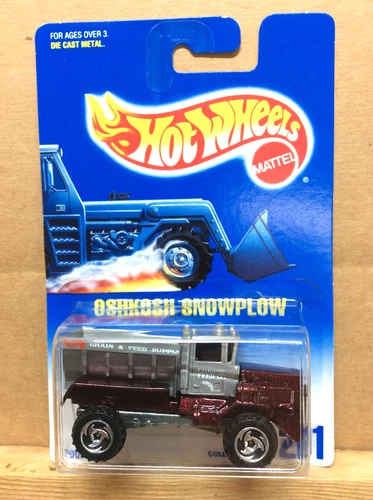 FOR AGES OVER 3.
DIE CAST METAL.
Hot Wheels
MATTEL
®
OSHKOSH SNOWPLOW
GRAIN & FEED SUPPLY